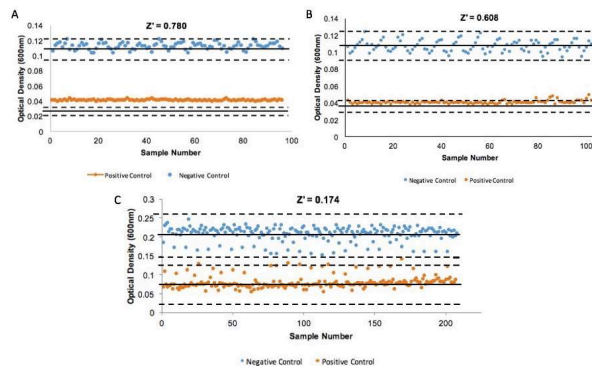 A
Z' = 0.780
Optical Density (600nm)
0.14
0.12
0.1
0.08
0.06
0.04
0.02
0
0 20 40 60 80 100
Sample Number
Positive Control Negative Control
B
Z' = 0.608
Optical Density (600nm)
0.14
0.12
0.1
0.08
0.06
0.04
0.02
0
0 20 40 60 80 100
Sample Number
Negative Control Positive Control
C
Z' = 0.174
Optical Density (600nm)
0.3
0.25
0.2
0.15
0.1
0.05
0
0 50 100 150 200
Sample Number
Negative Control Positive Control